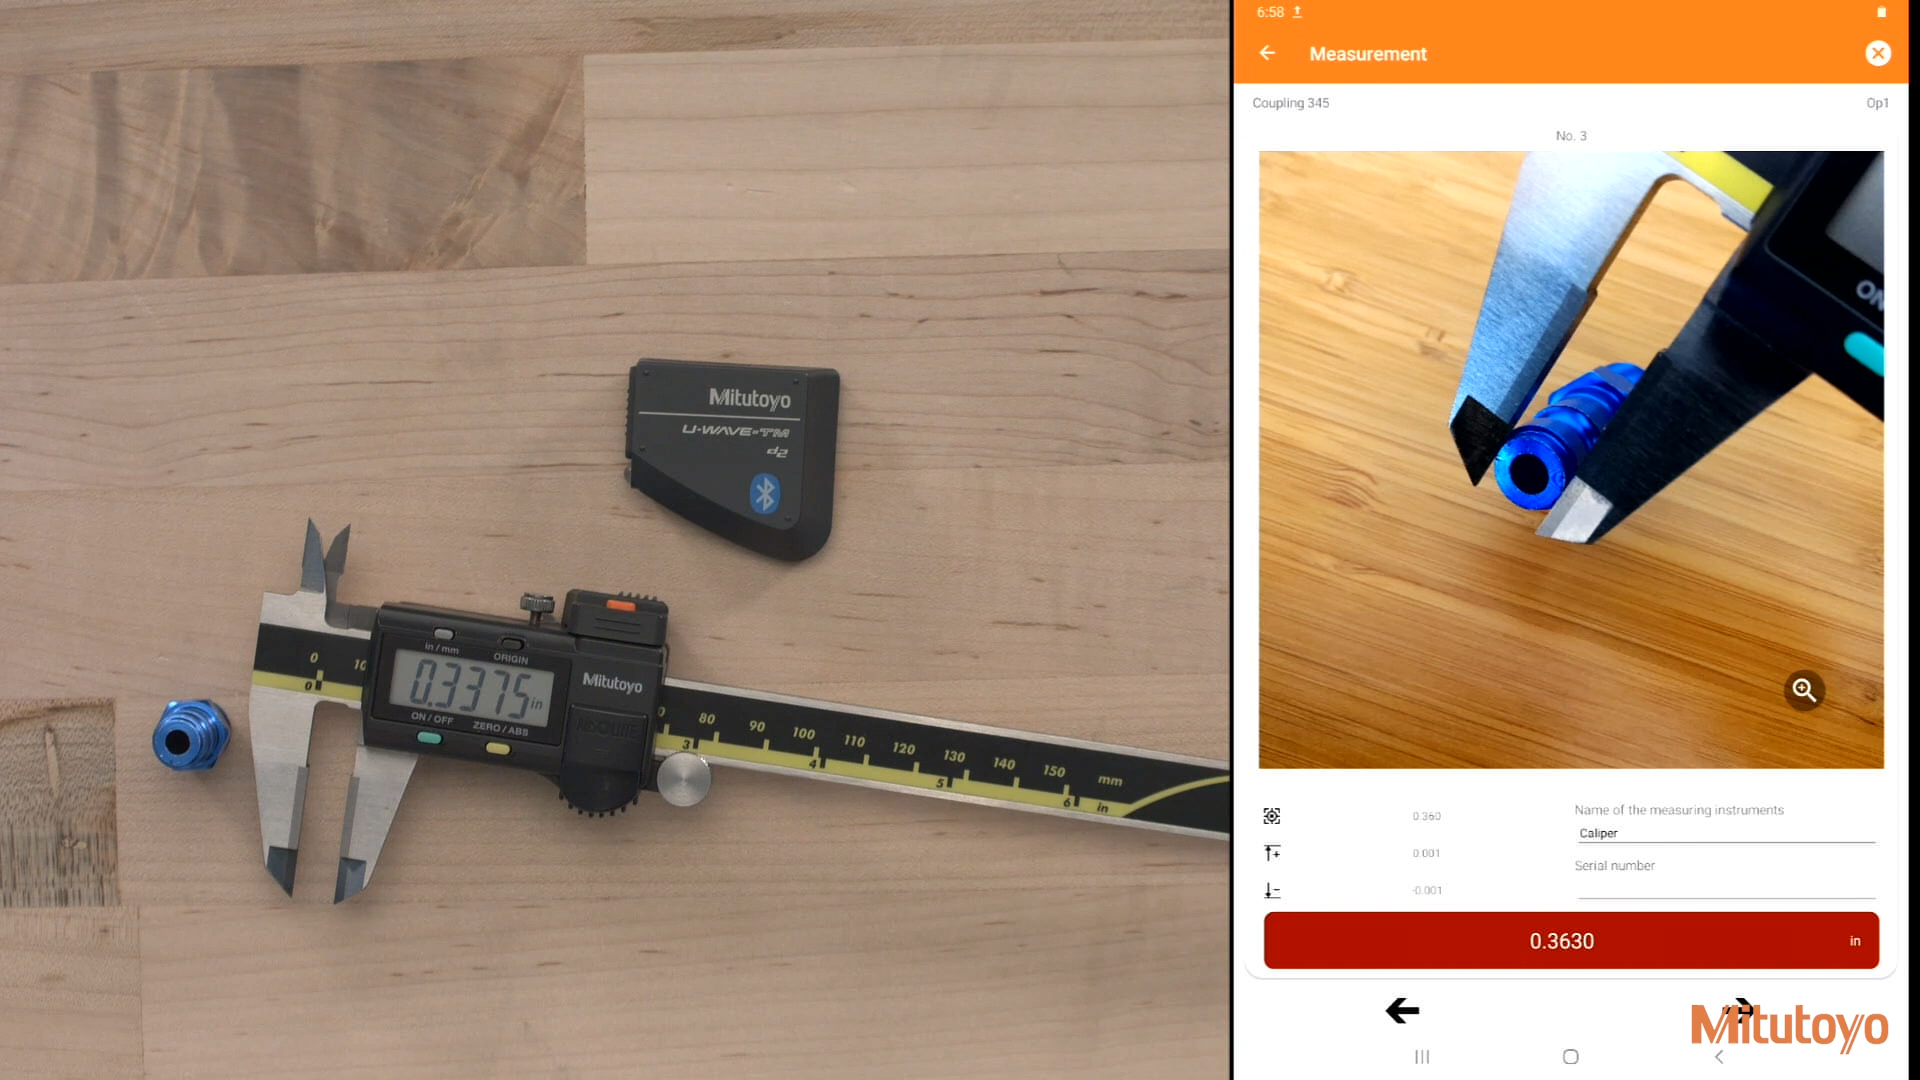 Mitutoyo
U-WAVE-TM
d2
in/mm
ORIGIN
0.3375 in
ON/OFF
ZERO/ABS
Mitutoyo
ABSOLUTE
0 10
0
80 90 100 110 120 130 140 150 mm
3 4 5 6 in
6:58
Measurement
Coupling 345
Op1
No. 3
ON
0.360
0.001
-0.001
Name of the measuring instruments
Caliper
Serial number
0.3630
in
Mitutoyo